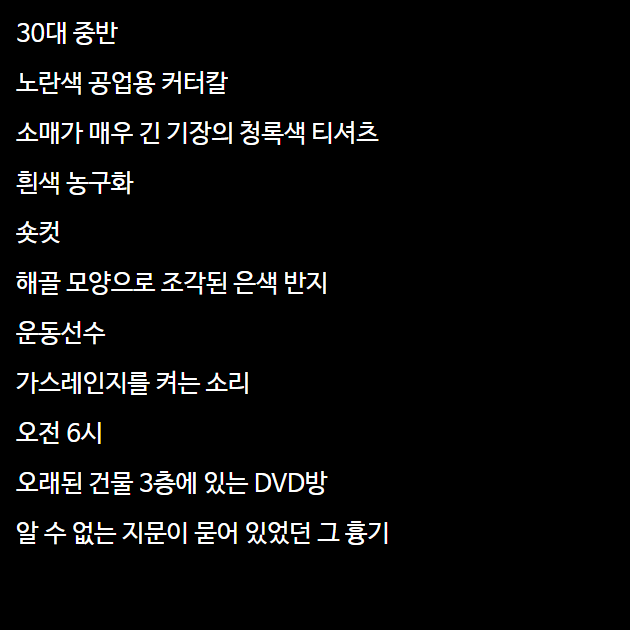 30대 중반
노란색 공업용 커터칼
소매가 매우 긴 기장의 청록색 티셔츠
흰색 농구화
숏컷
해골 모양으로 조각된 은색 반지
운동선수
가스레인지를 켜는 소리
오전 6시
오래된 건물 3층에 있는 DVD방
알 수 없는 지문이 묻어 있었던 그 흉기